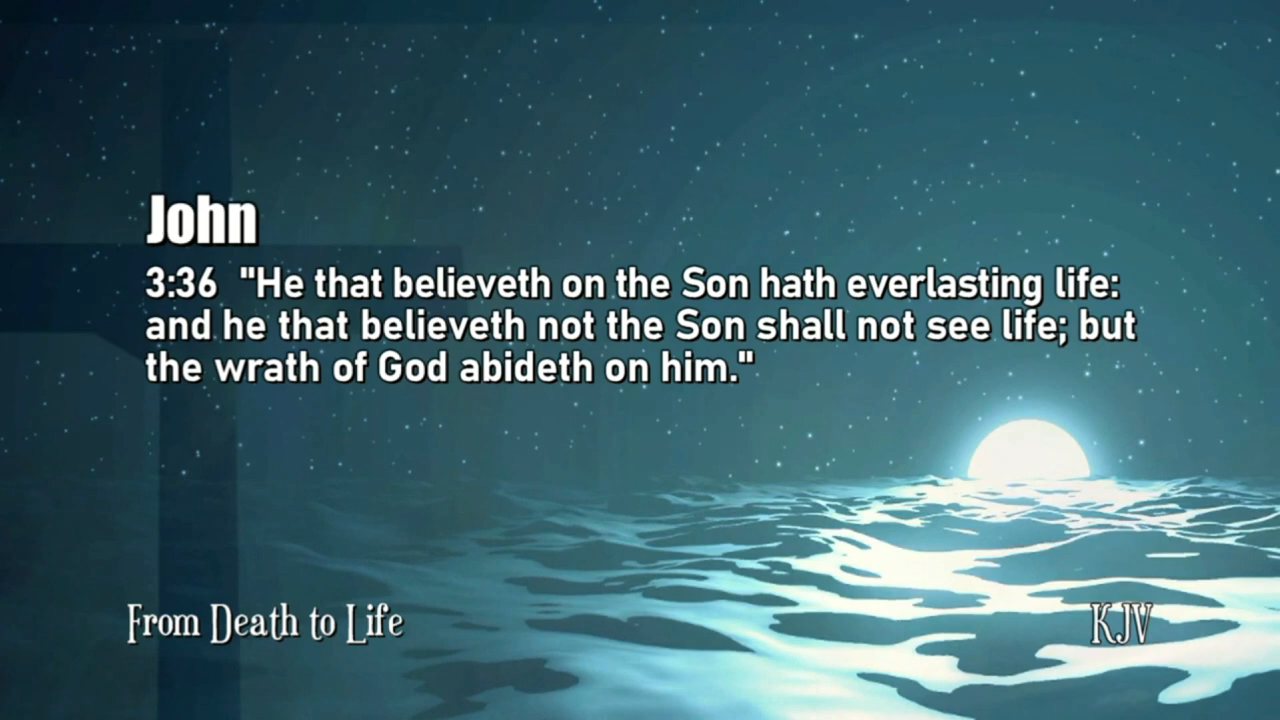 John
3:36 "He that believeth on the Son hath everlasting life:
and he that believeth not the Son shall not see life; but
the wrath of God abideth on him."
From Death to Life
KJV